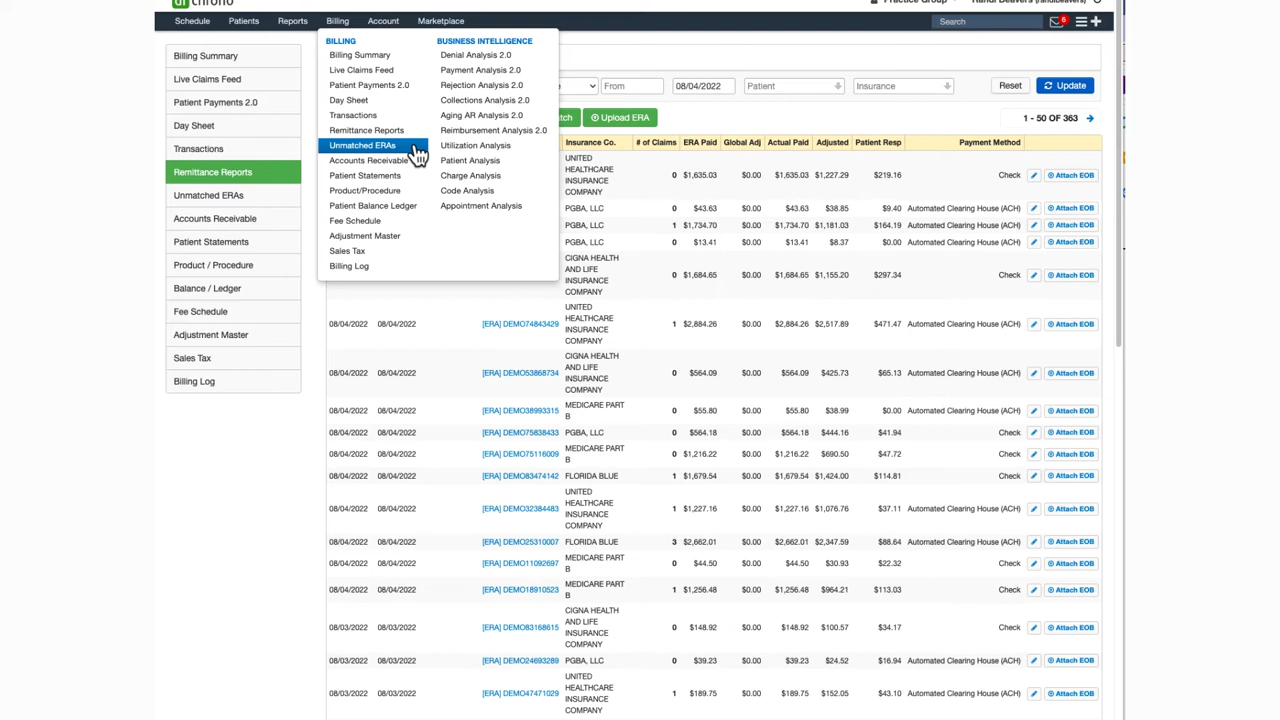 drchrono
Practice Group
Randi Beavers (randibeavers)
Schedule Patients Reports Billing Account Marketplace
Search
6
BILLING
Billing Summary
Live Claims Feed
Patient Payments 2.0
Day Sheet
Transactions
Remittance Reports
Unmatched ERAs
Accounts Receivable
Patient Statements
Product/Procedure
Patient Balance Ledger
Fee Schedule
Adjustment Master
Sales Tax
Billing Log
BUSINESS INTELLIGENCE
Denial Analysis 2.0
Payment Analysis 2.0
Rejection Analysis 2.0
Collections Analysis 2.0
Aging AR Analysis 2.0
Reimbursement Analysis 2.0
Utilization Analysis
Patient Analysis
Charge Analysis
Code Analysis
Appointment Analysis
Billing Summary
Live Claims Feed
Patient Payments 2.0
Day Sheet
Transactions
Remittance Reports
Unmatched ERAs
Accounts Receivable
Patient Statements
Product / Procedure
Balance / Ledger
Fee Schedule
Adjustment Master
Sales Tax
Billing Log
From 08/04/2022 Patient Insurance Reset Update
Upload ERA
1 - 50 OF 363
Insurance Co. # of Claims ERA Paid Global Adj Actual Paid Adjusted Patient Resp Payment Method
UNITED
HEALTHCARE
INSURANCE
COMPANY
0 $1,635.03 $0.00 $1,635.03 $1,227.29 $219.16 Check Attach EOB
PGBA, LLC 0 $43.63 $0.00 $43.63 $38.85 $9.40 Automated Clearing House (ACH) Attach EOB
PGBA, LLC 1 $1,734.70 $0.00 $1,734.70 $1,181.03 $164.19 Automated Clearing House (ACH) Attach EOB
PGBA, LLC 0 $13.41 $0.00 $13.41 $8.37 $0.00 Automated Clearing House (ACH) Attach EOB
CIGNA HEALTH
AND LIFE
INSURANCE
COMPANY
0 $1,684.65 $0.00 $1,684.65 $1,155.20 $297.34 Check Attach EOB
08/04/2022 08/04/2022 [ERA] DEMO74843429
UNITED
HEALTHCARE
INSURANCE
COMPANY
1 $2,884.26 $0.00 $2,884.26 $2,517.89 $471.47 Automated Clearing House (ACH) Attach EOB
08/04/2022 08/04/2022 [ERA] DEMO53868734
CIGNA HEALTH
AND LIFE
INSURANCE
COMPANY
0 $564.09 $0.00 $564.09 $425.73 $65.13 Automated Clearing House (ACH) Attach EOB
08/04/2022 08/04/2022 [ERA] DEMO38993315
MEDICARE PART
B
0 $55.80 $0.00 $55.80 $38.99 $0.00 Automated Clearing House (ACH) Attach EOB
08/04/2022 08/04/2022 [ERA] DEMO75838433 PGBA, LLC 0 $564.18 $0.00 $564.18 $444.16 $41.94 Check Attach EOB
08/04/2022 08/04/2022 [ERA] DEMO75116009
MEDICARE PART
B
0 $1,216.22 $0.00 $1,216.22 $690.50 $47.72 Check Attach EOB
08/04/2022 08/04/2022 [ERA] DEMO83474142 FLORIDA BLUE 1 $1,679.54 $0.00 $1,679.54 $1,424.00 $114.81 Check Attach EOB
08/04/2022 08/04/2022 [ERA] DEMO32384483
UNITED
HEALTHCARE
INSURANCE
COMPANY
1 $1,227.16 $0.00 $1,227.16 $1,076.76 $37.11 Automated Clearing House (ACH) Attach EOB
08/04/2022 08/04/2022 [ERA] DEMO25310007 FLORIDA BLUE 3 $2,662.01 $0.00 $2,662.01 $2,347.59 $88.64 Automated Clearing House (ACH) Attach EOB
08/04/2022 08/04/2022 [ERA] DEMO11092697
MEDICARE PART
B
0 $44.50 $0.00 $44.50 $30.93 $22.32 Automated Clearing House (ACH) Attach EOB
08/04/2022 08/04/2022 [ERA] DEMO18910523
MEDICARE PART
B
1 $1,256.48 $0.00 $1,256.48 $964.21 $113.03 Automated Clearing House (ACH) Attach EOB
08/03/2022 08/03/2022 [ERA] DEMO83168615
CIGNA HEALTH
AND LIFE
INSURANCE
COMPANY
0 $148.92 $0.00 $148.92 $100.57 $34.17 Check Attach EOB
08/03/2022 08/03/2022 [ERA] DEMO24693289 PGBA, LLC 0 $39.23 $0.00 $39.23 $24.52 $16.94 Automated Clearing House (ACH) Attach EOB
08/03/2022 08/03/2022 [ERA] DEMO47471029
UNITED
HEALTHCARE
INSURANCE
COMPANY
1 $189.75 $0.00 $189.75 $152.05 $43.10 Automated Clearing House (ACH) Attach EOB